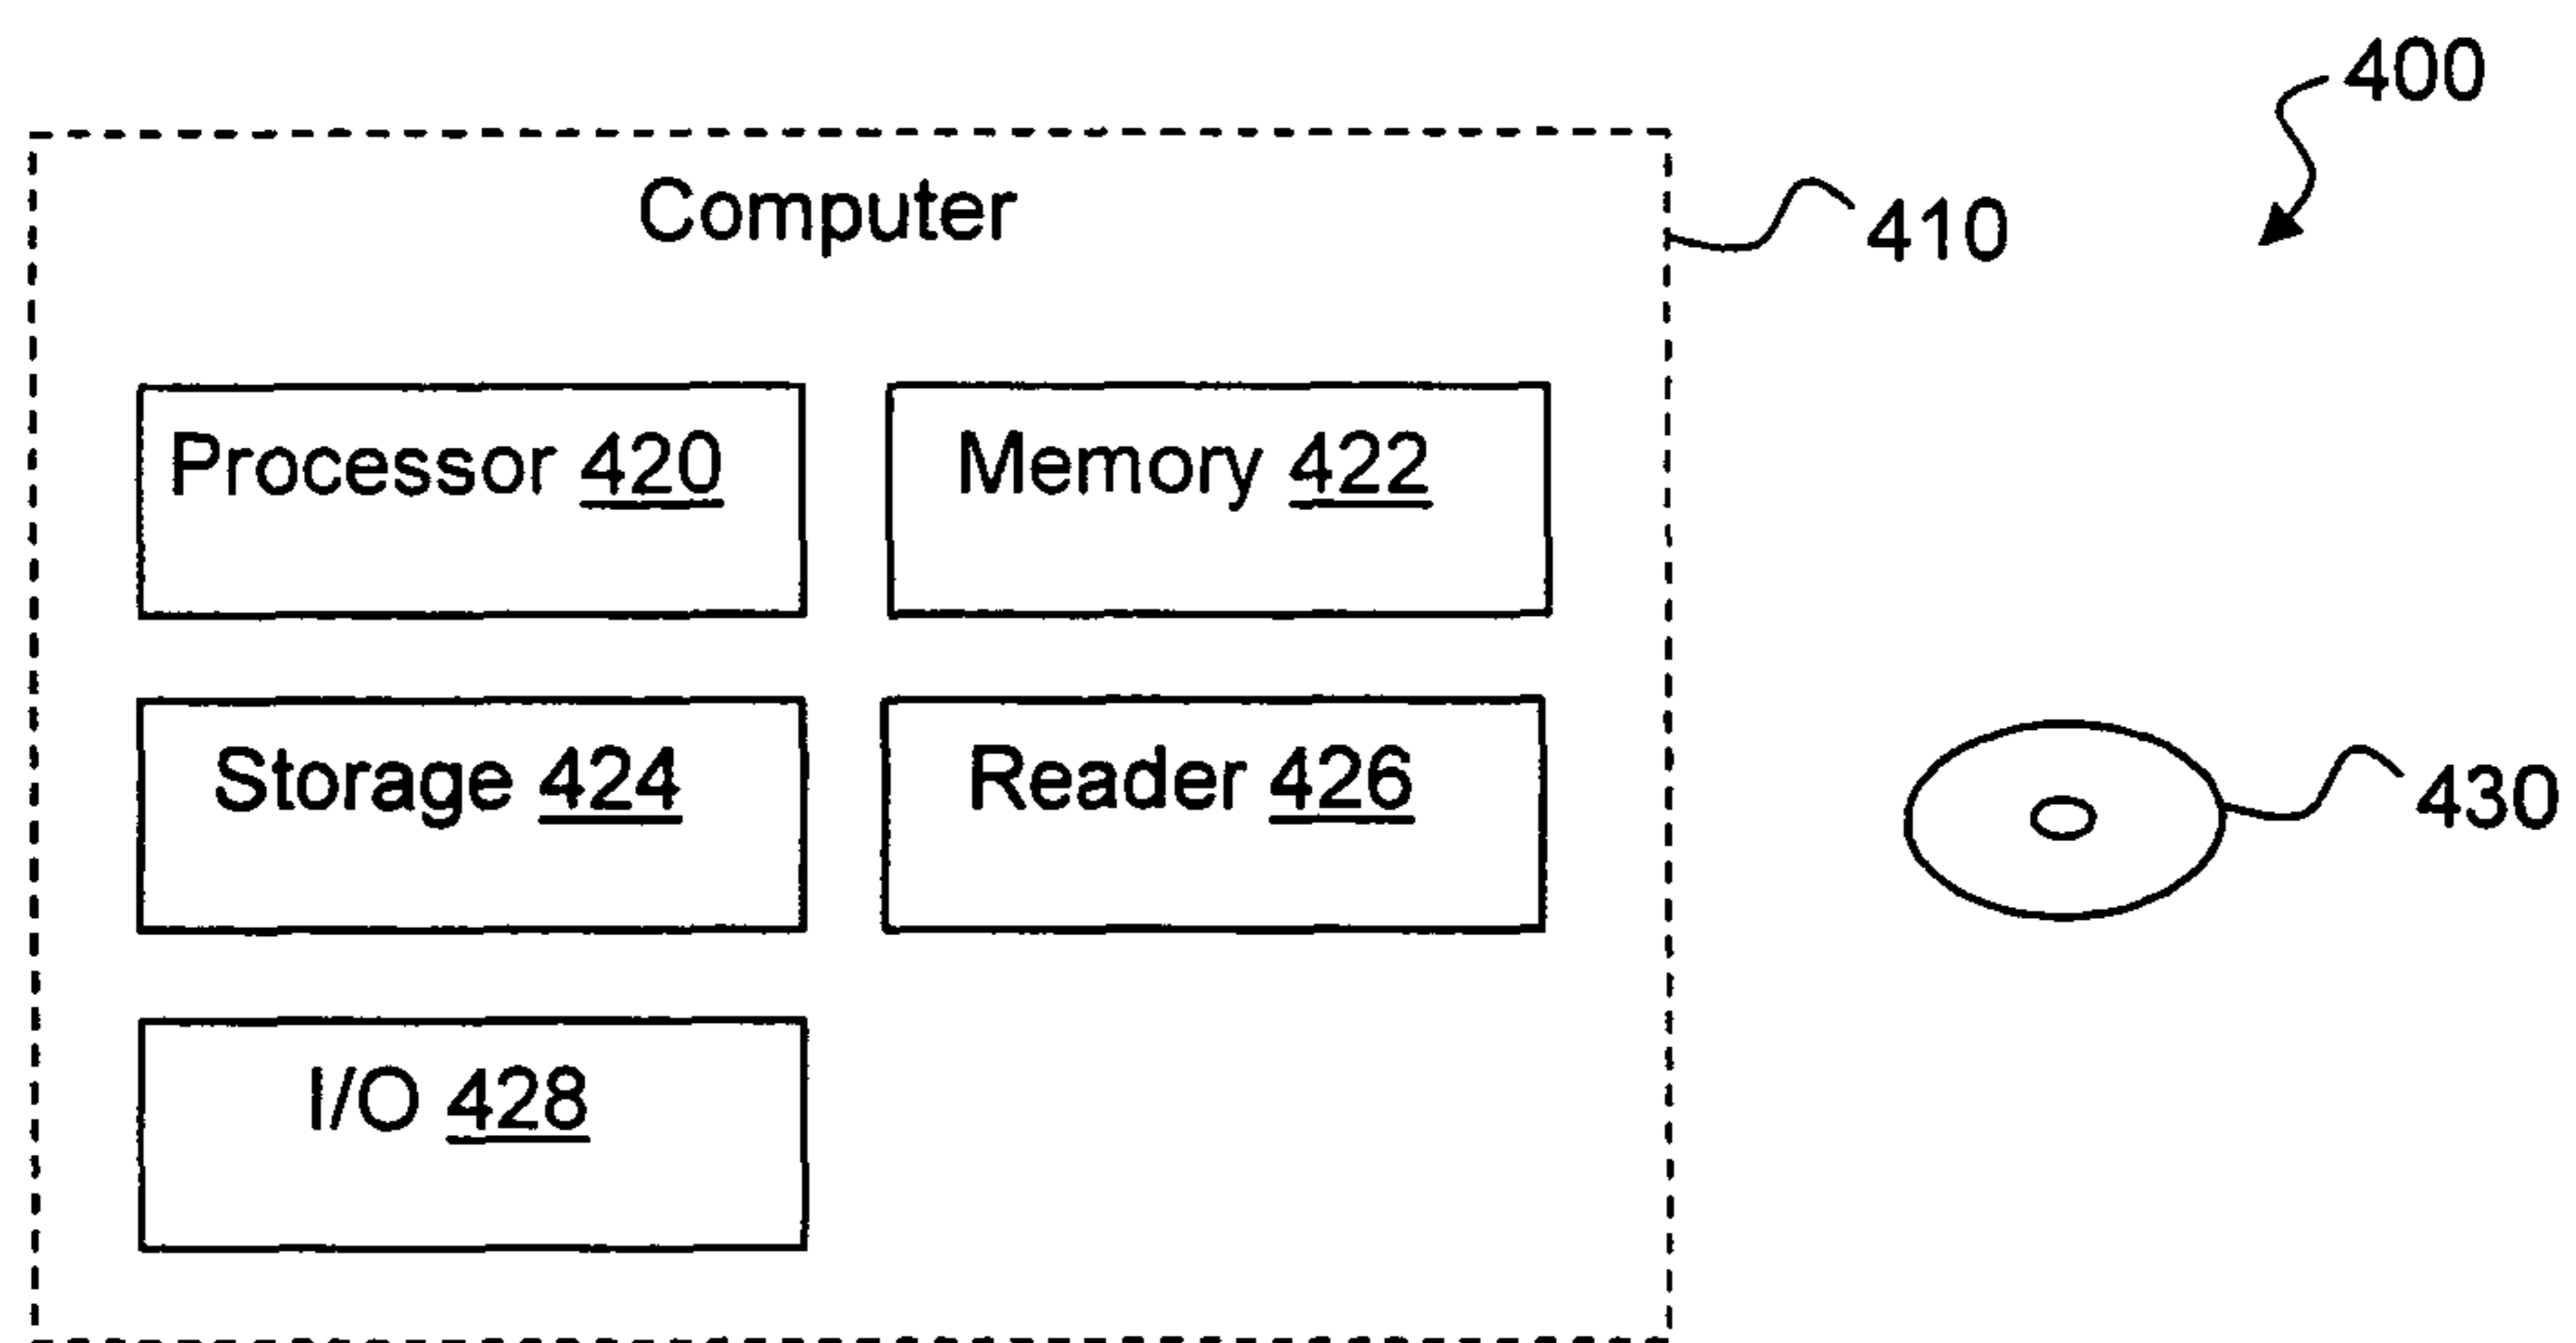 400
Computer
410
Processor 420
Memory 422
Storage 424
Reader 426
430
I/O 428